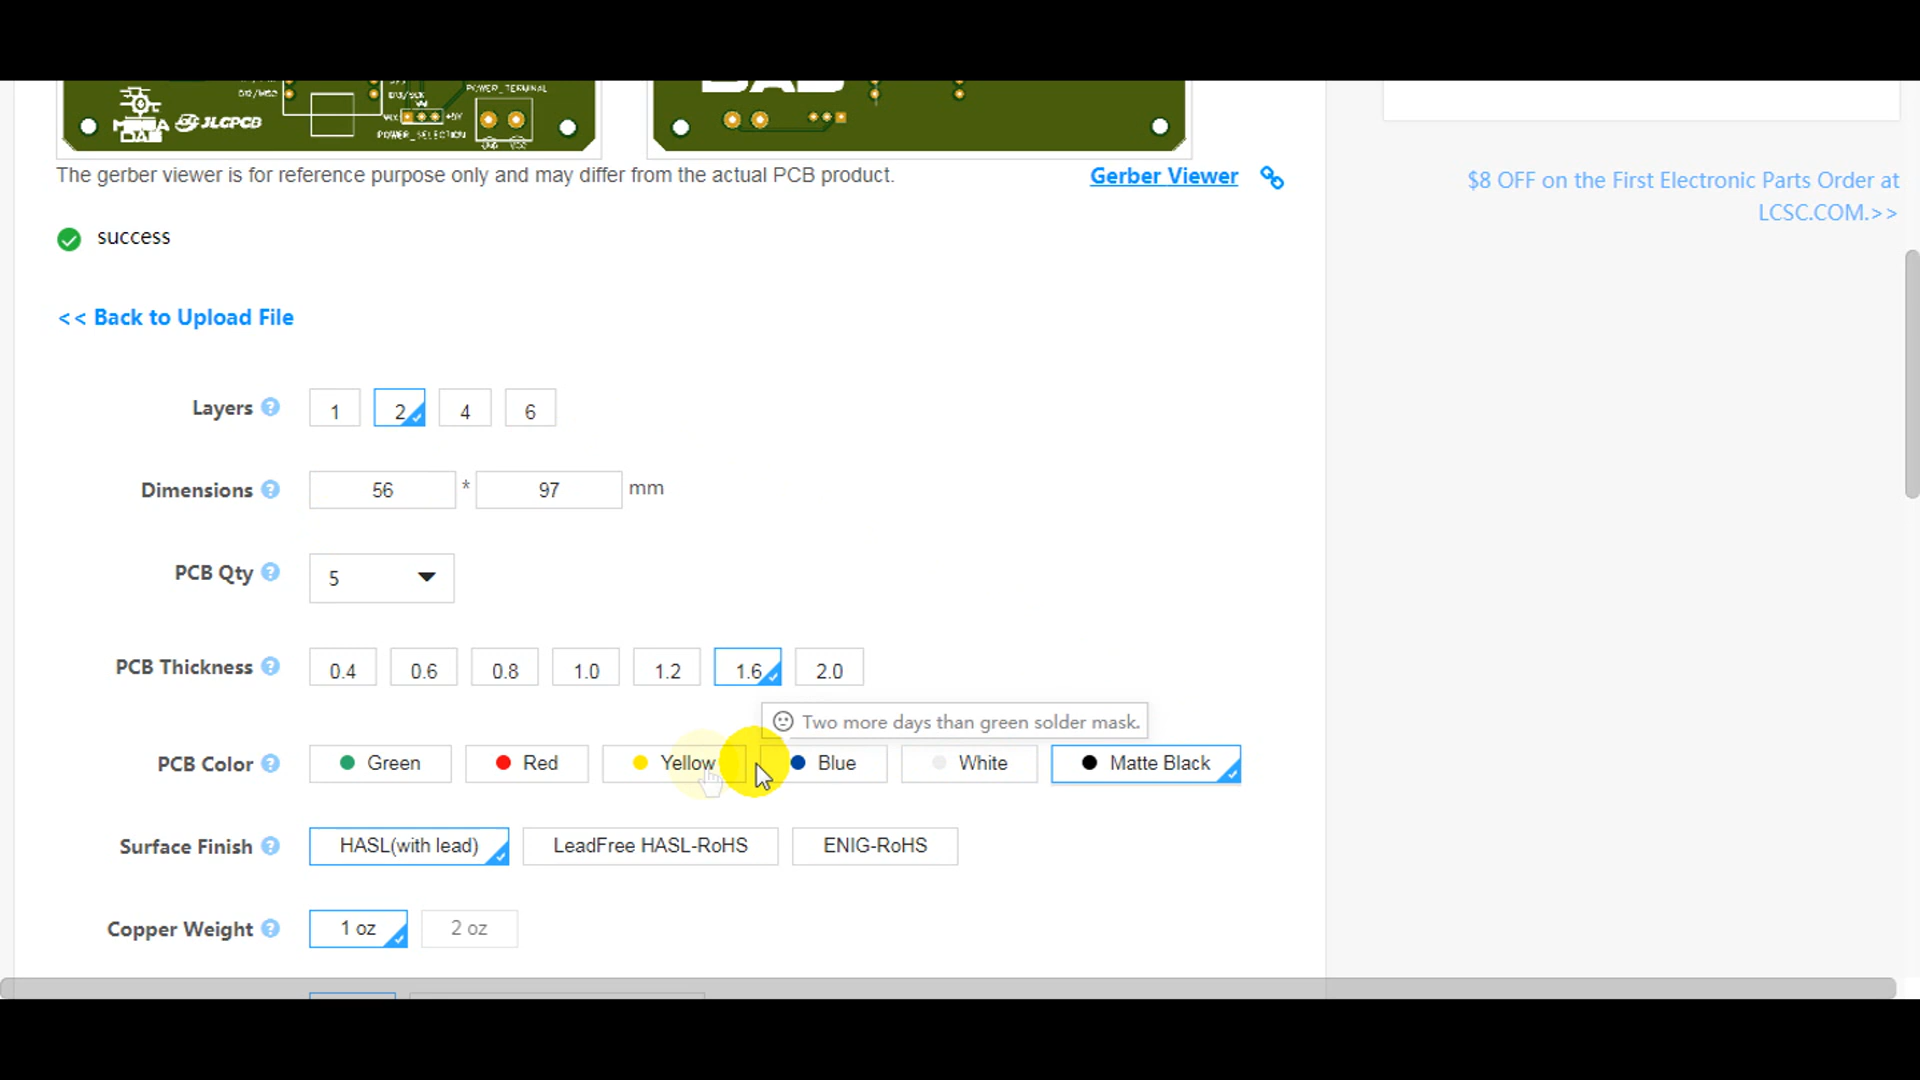 POWER_TERMINAL
JLCPCB
+5V
POWER_SELECTION
The gerber viewer is for reference purpose only and may differ from the actual PCB product.
Gerber Viewer
$8 OFF on the First Electronic Parts Order at
LCSC.COM.>>
success
<< Back to Upload File
Layers ? 1 2 4 6
Dimensions ? 56 * 97 mm
PCB Qty ? 5
PCB Thickness ? 0.4 0.6 0.8 1.0 1.2 1.6 2.0
Two more days than green solder mask.
PCB Color ? Green Red Yellow Blue White Matte Black
Surface Finish ? HASL(with lead) LeadFree HASL-RoHS ENIG-RoHS
Copper Weight ? 1 oz 2 oz